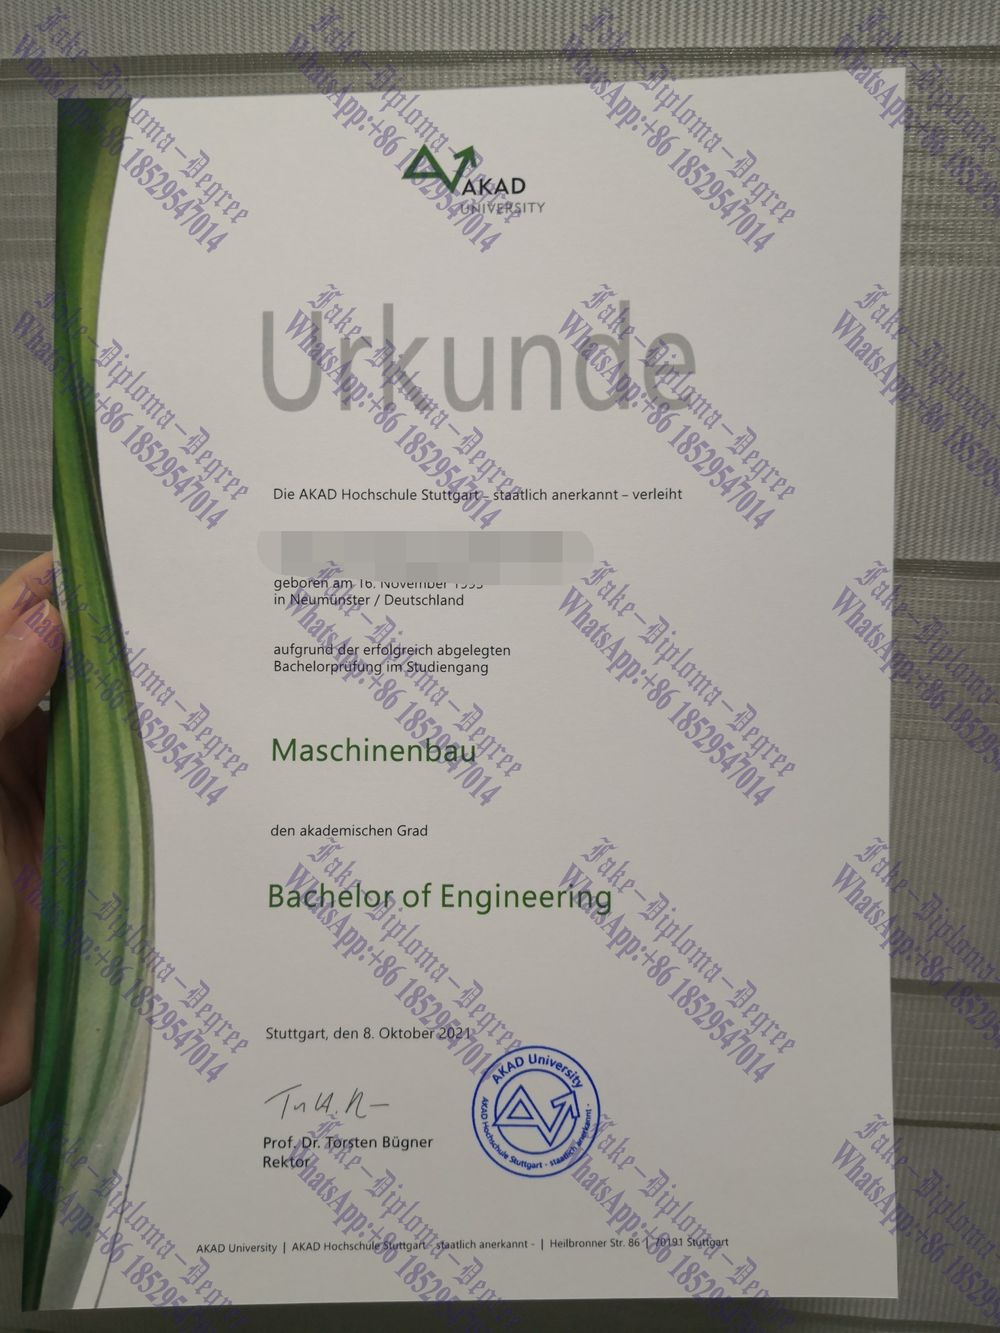 AKAD
UNIVERSITY
Urkunde
Die AKAD Hochschule Stuttgart – staatlich anerkannt – verleiht
geboren am 16. November 1993
in Neumünster / Deutschland
aufgrund der erfolgreich abgelegten
Bachelorprüfung im Studiengang
Maschinenbau
den akademischen Grad
Bachelor of Engineering
Stuttgart, den 8. Oktober 2021
Prof. Dr. Torsten Bügner
Rektor
AKAD University
AKAD Hochschule Stuttgart - staatlich anerkannt -
AKAD University | AKAD Hochschule Stuttgart - staatlich anerkannt - | Heilbronner Str. 86 | 70191 Stuttgart
Fake-Diploma-Degree
WhatsApp:+86 18529547014